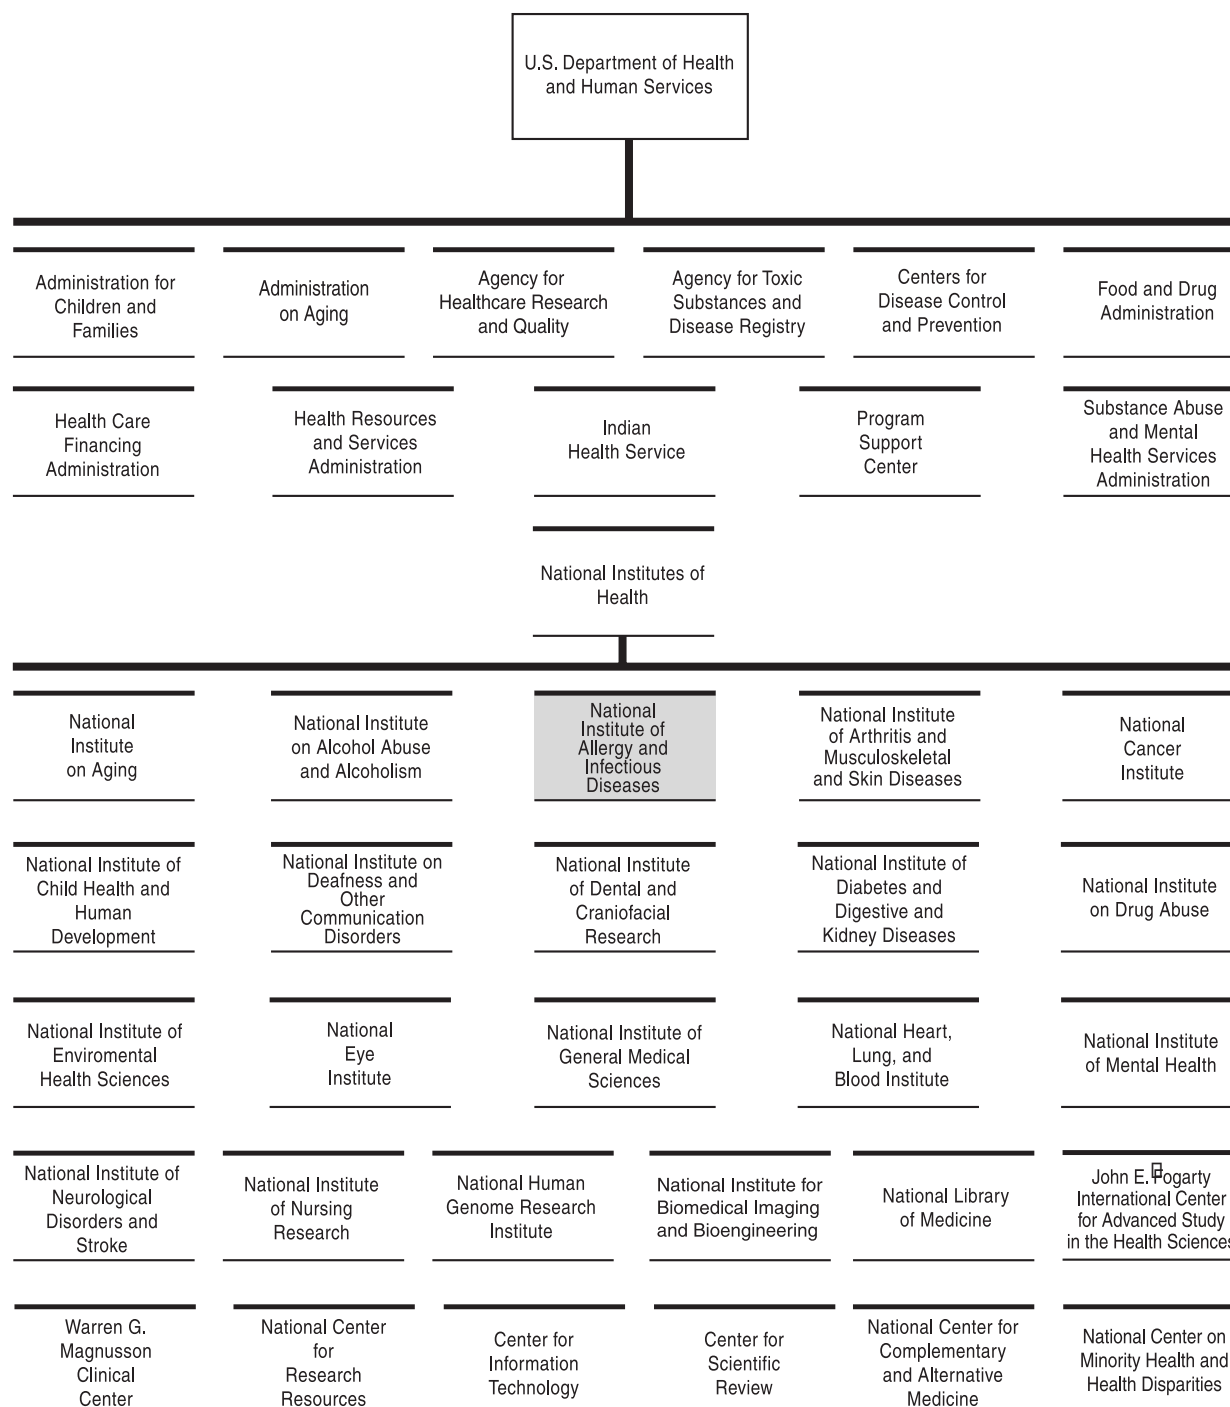 U.S. Department of Health
and Human Services
Administration for
Children and
Families
Administration
on Aging
Agency for
Healthcare Research
and Quality
Agency for Toxic
Substances and
Disease Registry
Centers for
Disease Control
and Prevention
Food and Drug
Administration
Health Care
Financing
Administration
Health Resources
and Services
Administration
Indian
Health Service
Program
Support
Center
Substance Abuse
and Mental
Health Services
Administration
National Institutes of
Health
National
Institute
on Aging
National Institute
on Alcohol Abuse
and Alcoholism
National
Institute of
Allergy and
Infectious
Diseases
National Institute
of Arthritis and
Musculoskeletal
and Skin Diseases
National
Cancer
Institute
National Institute of
Child Health and
Human
Development
National Institute on
Deafness and
Other
Communication
Disorders
National Institute
of Dental and
Craniofacial
Research
National Institute of
Diabetes and
Digestive and
Kidney Diseases
National Institute
on Drug Abuse
National Institute of
Enviromental
Health Sciences
National
Eye
Institute
National Institute of
General Medical
Sciences
National Heart,
Lung, and
Blood Institute
National Institute
of Mental Health
National Institute of
Neurological
Disorders and
Stroke
National Institute
of Nursing
Research
National Human
Genome Research
Institute
National Institute for
Biomedical Imaging
and Bioengineering
National Library
of Medicine
John E. Fogarty
International Center
for Advanced Study
in the Health Sciences
Warren G.
Magnusson
Clinical
Center
National Center
for
Research
Resources
Center for
Information
Technology
Center for
Scientific
Review
National Center for
Complementary
and Alternative
Medicine
National Center on
Minority Health and
Health Disparities